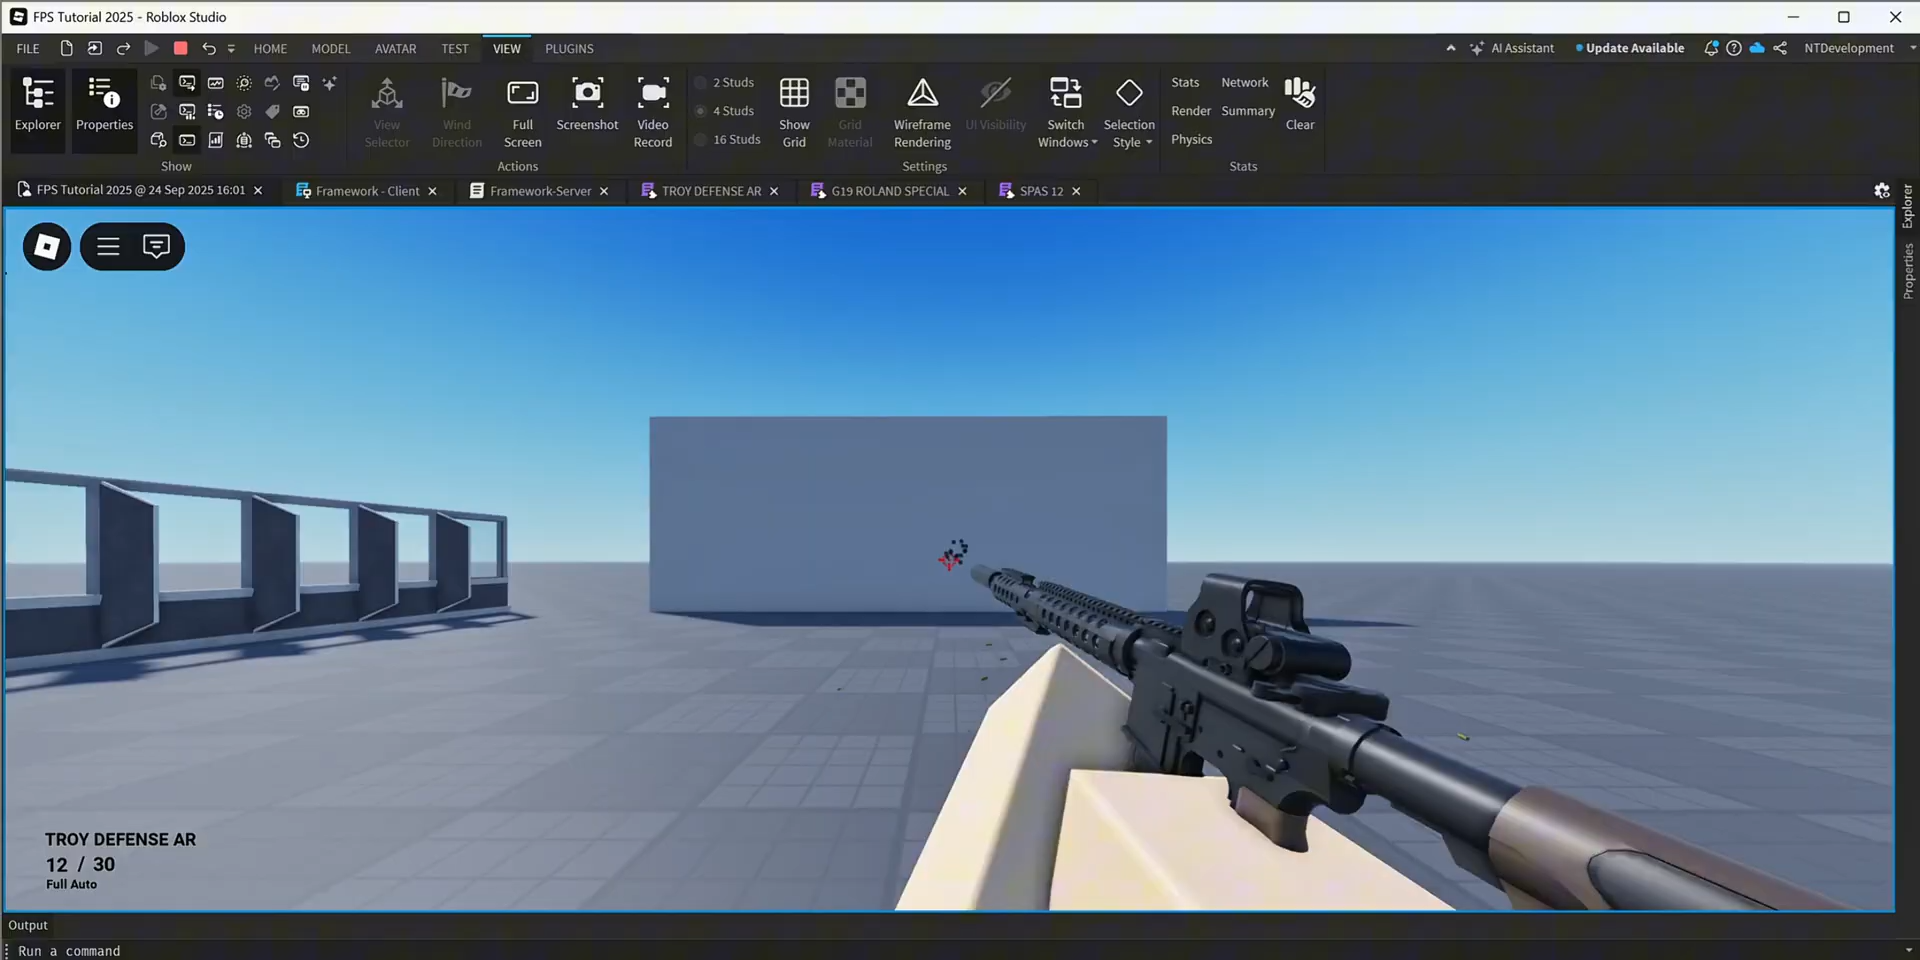 FPS Tutorial 2025 - Roblox Studio
FILE HOME MODEL AVATAR TEST VIEW PLUGINS AI Assistant Update Available NTDevelopment
Explorer
Properties
Show
View
Selector
Wind
Direction
Full
Screen
Screenshot
Video
Record
Actions
2 Studs
4 Studs
16 Studs
Show
Grid
Grid
Material
Wireframe
Rendering
UI Visibility
Switch
Windows
Selection
Style
Settings
Stats Network
Render Summary
Physics
Clear
Stats
FPS Tutorial 2025 @ 24 Sep 2025 16:01 Framework - Client Framework-Server TROY DEFENSE AR G19 ROLAND SPECIAL SPAS 12
Explorer
Properties
TROY DEFENSE AR
12 / 30
Full Auto
Output
Run a command